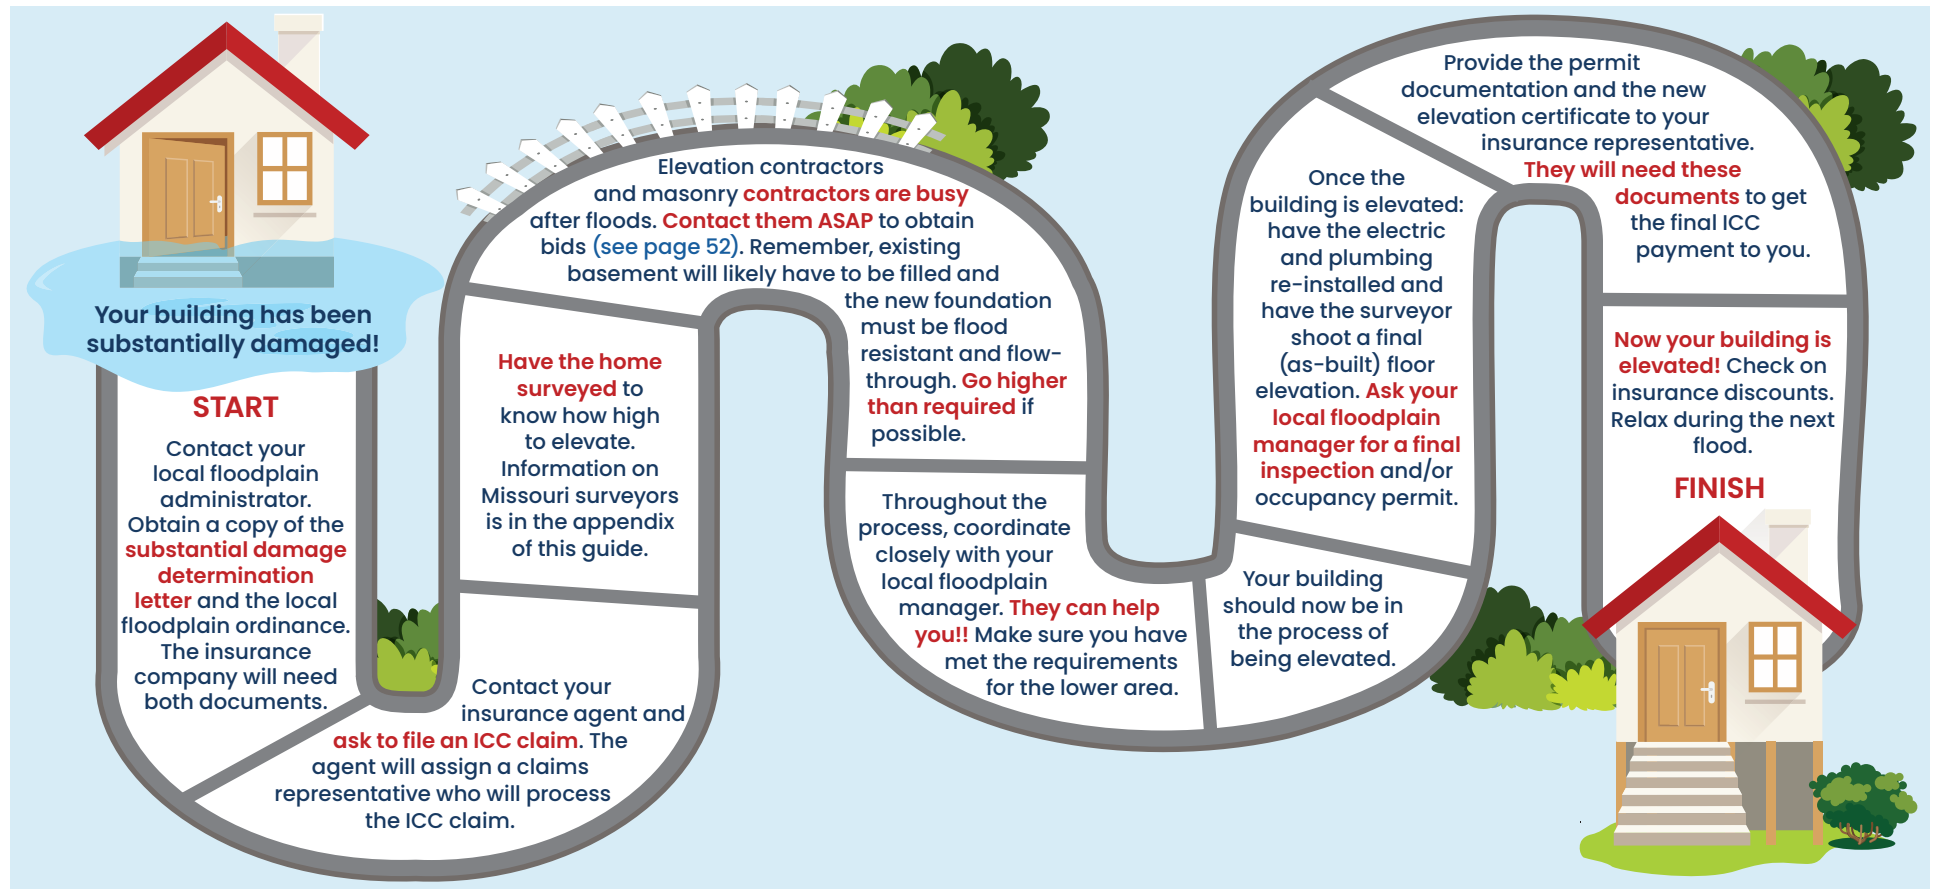 Your building has been
substantially damaged!
START
Contact your
local floodplain
administrator.
Obtain a copy of the
substantial damage
determination
letter and the local
floodplain ordinance.
The insurance
company will need
both documents.
Contact your
insurance agent and
ask to file an ICC claim. The
agent will assign a claims
representative who will process
the ICC claim.
Have the home
surveyed to
know how high
to elevate.
Information on
Missouri surveyors
is in the appendix
of this guide.
Elevation contractors
and masonry contractors are busy
after floods. Contact them ASAP to obtain
bids (see page 52). Remember, existing
basement will likely have to be filled and
the new foundation
must be flood
resistant and flow-
through. Go higher
than required if
possible.
Throughout the
process, coordinate
closely with your
local floodplain
manager. They can help
you!! Make sure you have
met the requirements
for the lower area.
Your building
should now be in
the process of
being elevated.
Once the
building is elevated:
have the electric
and plumbing
re-installed and
have the surveyor
shoot a final
(as-built) floor
elevation. Ask your
local floodplain
manager for a final
inspection and/or
occupancy permit.
Provide the permit
documentation and the new
elevation certificate to your
insurance representative.
They will need these
documents to get
the final ICC
payment to you.
Now your building is
elevated! Check on
insurance discounts.
Relax during the next
flood.
FINISH